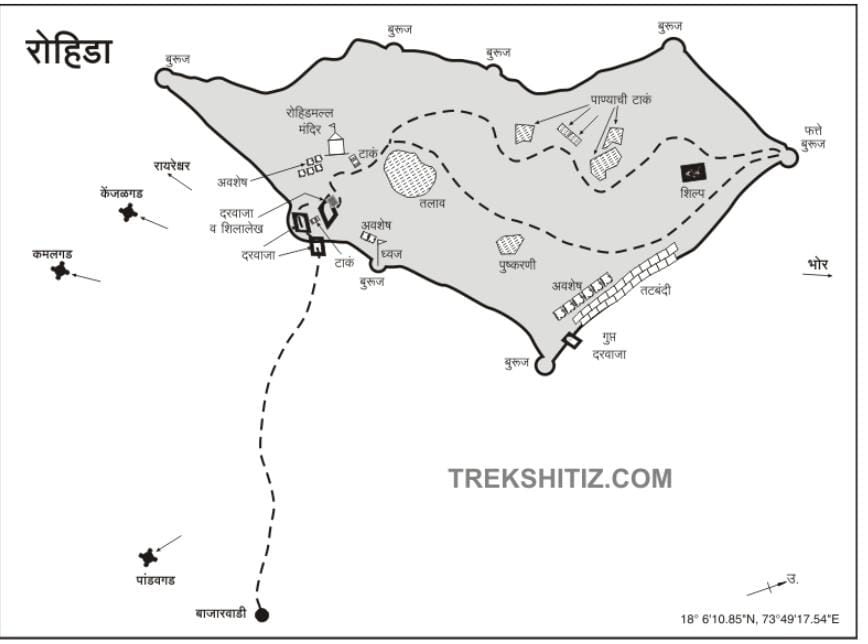 रोहिडा
बुरूज
बुरूज
बुरूज
बुरूज
रोहिडमल्ल
मंदिर
पाण्याची टाकं
फत्ते
बुरूज
रायरेश्वर
टाकं
अवशेष
केंजळगड
तलाव
शिल्प
दरवाजा
व शिलालेख
अवशेष
कमलगड
दरवाजा
टाकं
ध्वज
पुष्करणी
भोर
बुरूज
अवशेष
तटबंदी
गुप्त
दरवाजा
बुरूज
TREKSHITIZ.COM
पांडवगड
उ.
बाजारवाडी
18° 6'10.85"N, 73°49'17.54"E